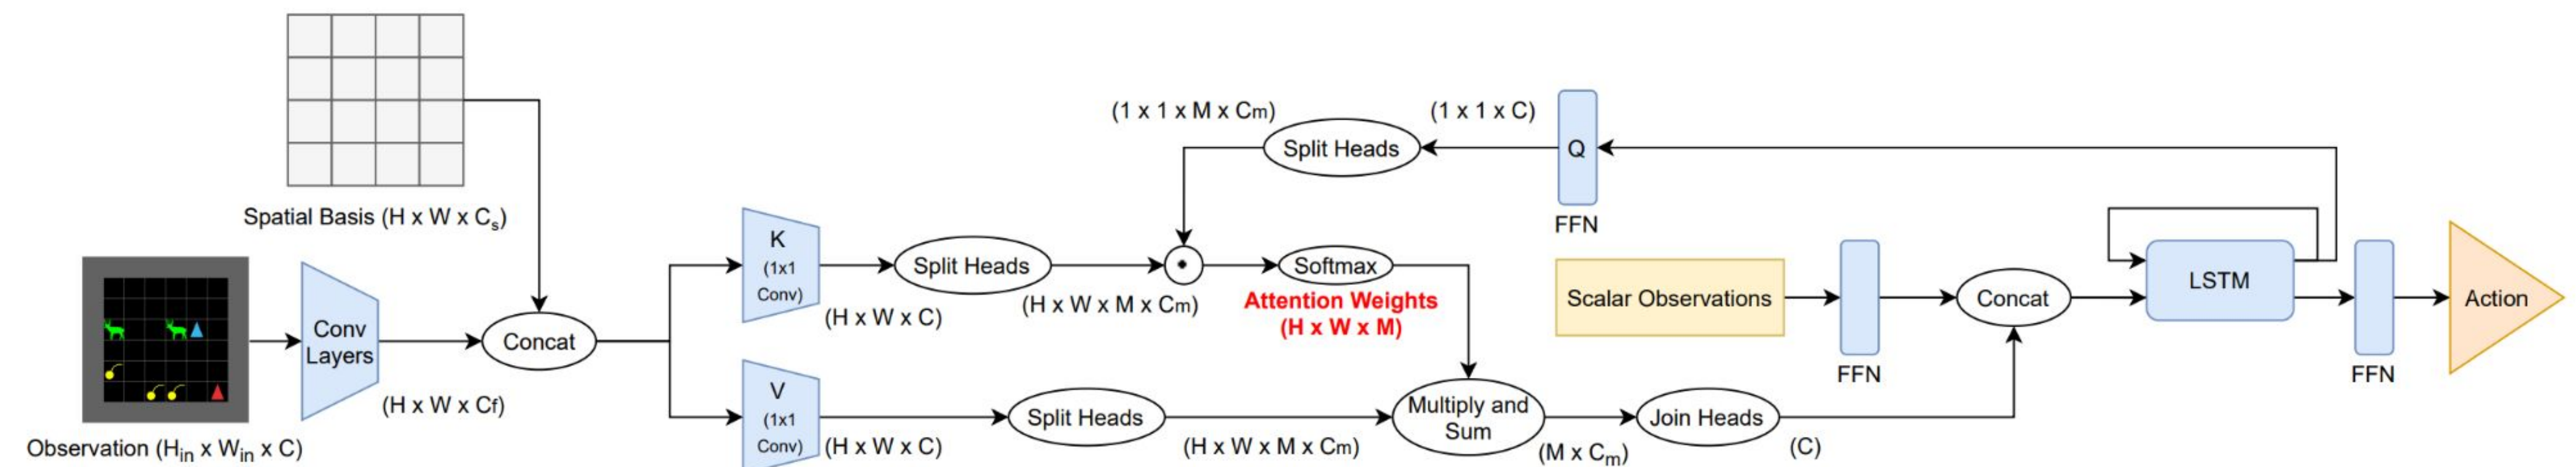 Spatial Basis (H x W x Cs)
Observation (Hin x Win x C)
Conv
Layers
(H x W x Cf)
Concat
K
(1x1
Conv)
(H x W x C)
Split Heads
(H x W x M x Cm)
V
(1x1
Conv)
(H x W x C)
Split Heads
(H x W x M x Cm)
(1 x 1 x M x Cm)
Split Heads
(1 x 1 x C)
Q
FFN
Softmax
Attention Weights
(H x W x M)
Multiply and
Sum
(M x Cm)
Join Heads
(C)
Scalar Observations
FFN
Concat
LSTM
FFN
Action